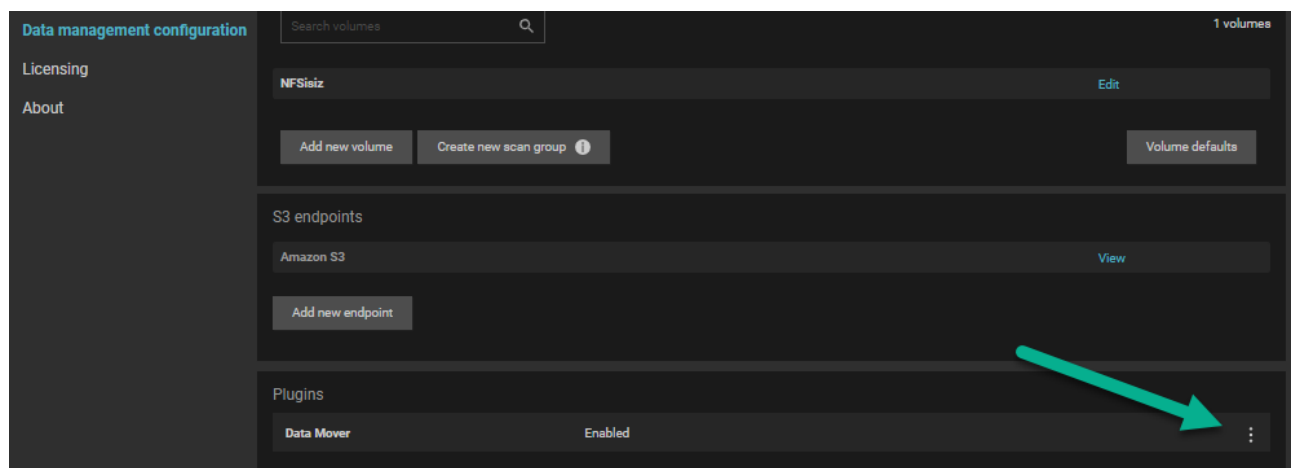 Data management configuration
Licensing
About
Search volumes
1 volumes
NFSisiz
Edit
Add new volume
Create new scan group
Volume defaults
S3 endpoints
Amazon S3
View
Add new endpoint
Plugins
Data Mover
Enabled